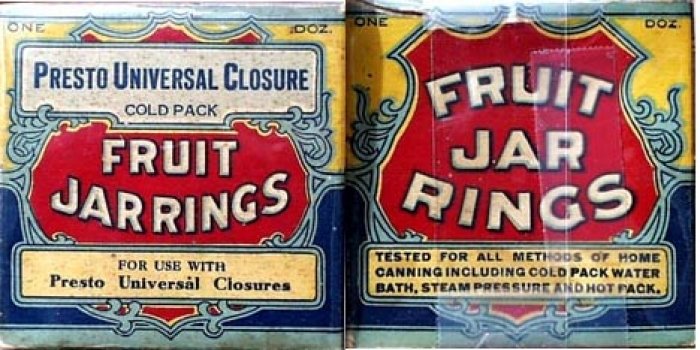 ONE DOZ.
PRESTO UNIVERSAL CLOSURE
COLD PACK
FRUIT
JAR RINGS
FOR USE WITH
Presto Universal Closures
ONE DOZ.
FRUIT
JAR
RINGS
TESTED FOR ALL METHODS OF HOME
CANNING INCLUDING COLD PACK WATER
BATH, STEAM PRESSURE AND HOT PACK.